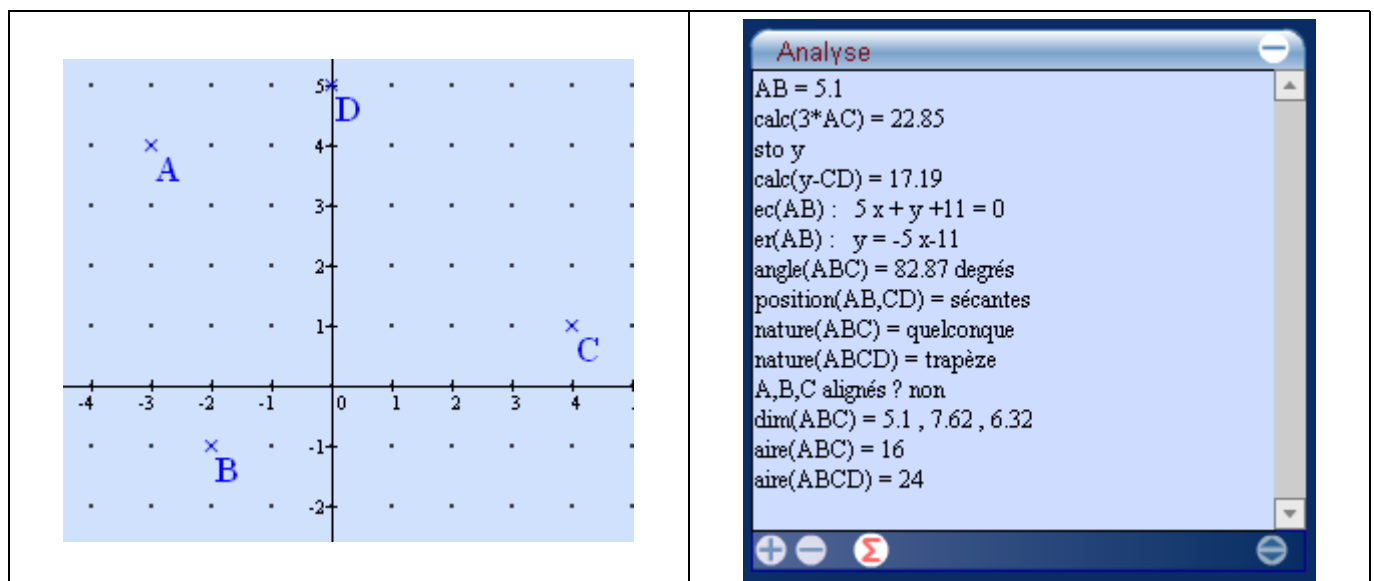 5
D
4
A
3
2
1
C
-4 -3 -2 -1 0 1 2 3 4
-1
B
-2
Analyse
AB = 5.1
calc(3*AC) = 22.85
sto y
calc(y-CD) = 17.19
ec(AB) : 5 x + y +11 = 0
er(AB) : y = -5 x-11
angle(ABC) = 82.87 degrés
position(AB,CD) = sécantes
nature(ABC) = quelconque
nature(ABCD) = trapèze
A,B,C alignés ? non
dim(ABC) = 5.1 , 7.62 , 6.32
aire(ABC) = 16
aire(ABCD) = 24
Σ